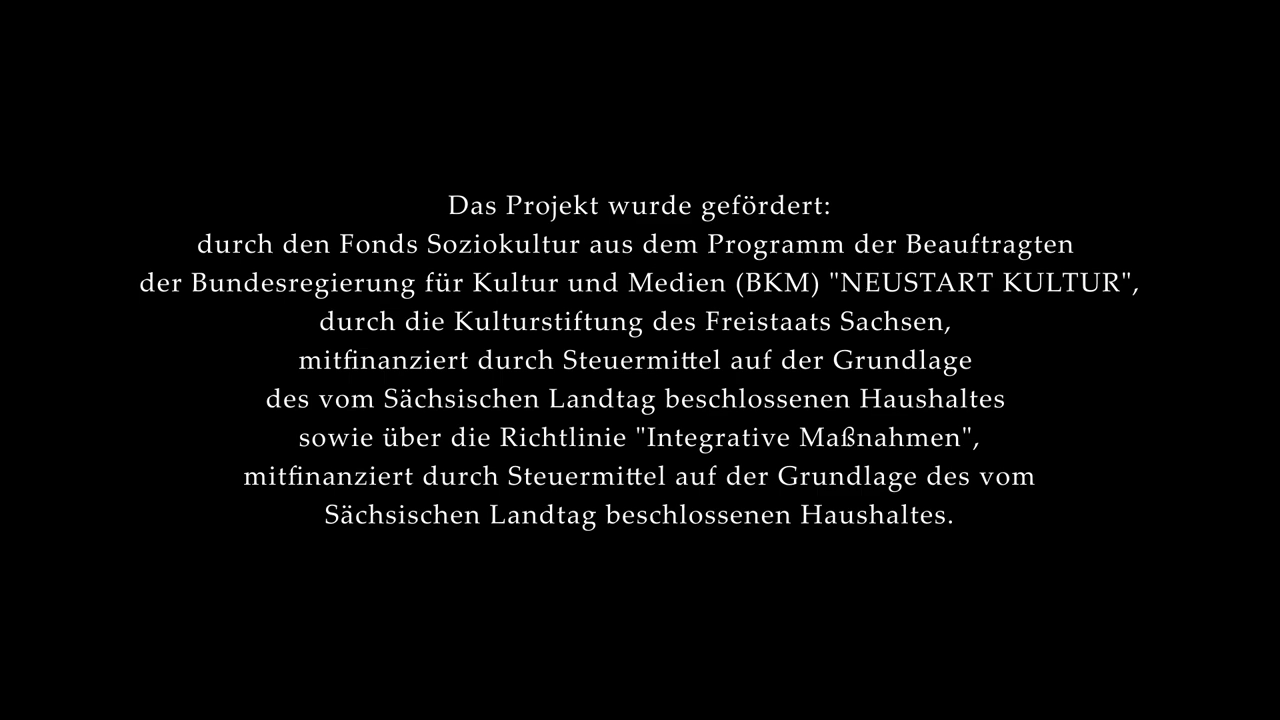 Das Projekt wurde gefördert:
durch den Fonds Soziokultur aus dem Programm der Beauftragten
der Bundesregierung für Kultur und Medien (BKM) "NEUSTART KULTUR",
durch die Kulturstiftung des Freistaats Sachsen,
mitfinanziert durch Steuermittel auf der Grundlage
des vom Sächsischen Landtag beschlossenen Haushaltes
sowie über die Richtlinie "Integrative Maßnahmen",
mitfinanziert durch Steuermittel auf der Grundlage des vom
Sächsischen Landtag beschlossenen Haushaltes.